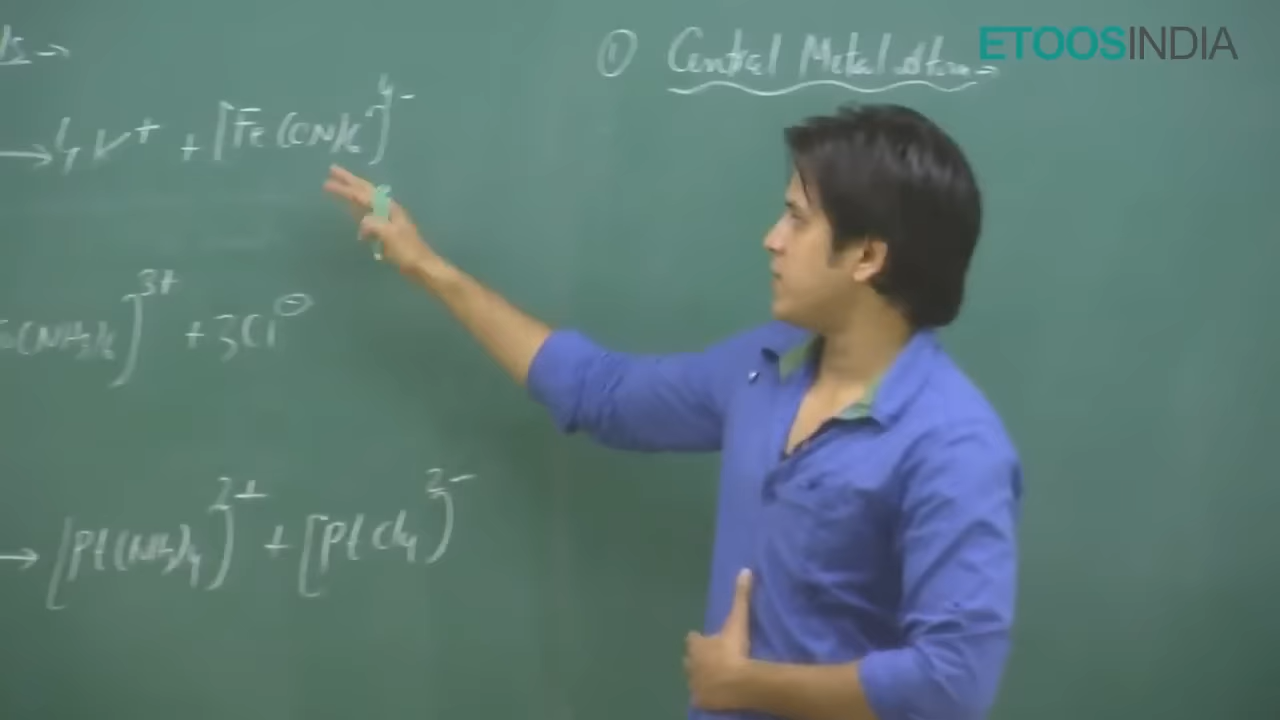 ETOOSINDIA
① Central Metal atom →
→ 4K⁺ + [Fe(CN)₆]⁴⁻
(NH₃)₆]³⁺ + 3Cl⊖
→ [Pt(NH₃)₄]²⁺ + [PtCl₄]²⁻